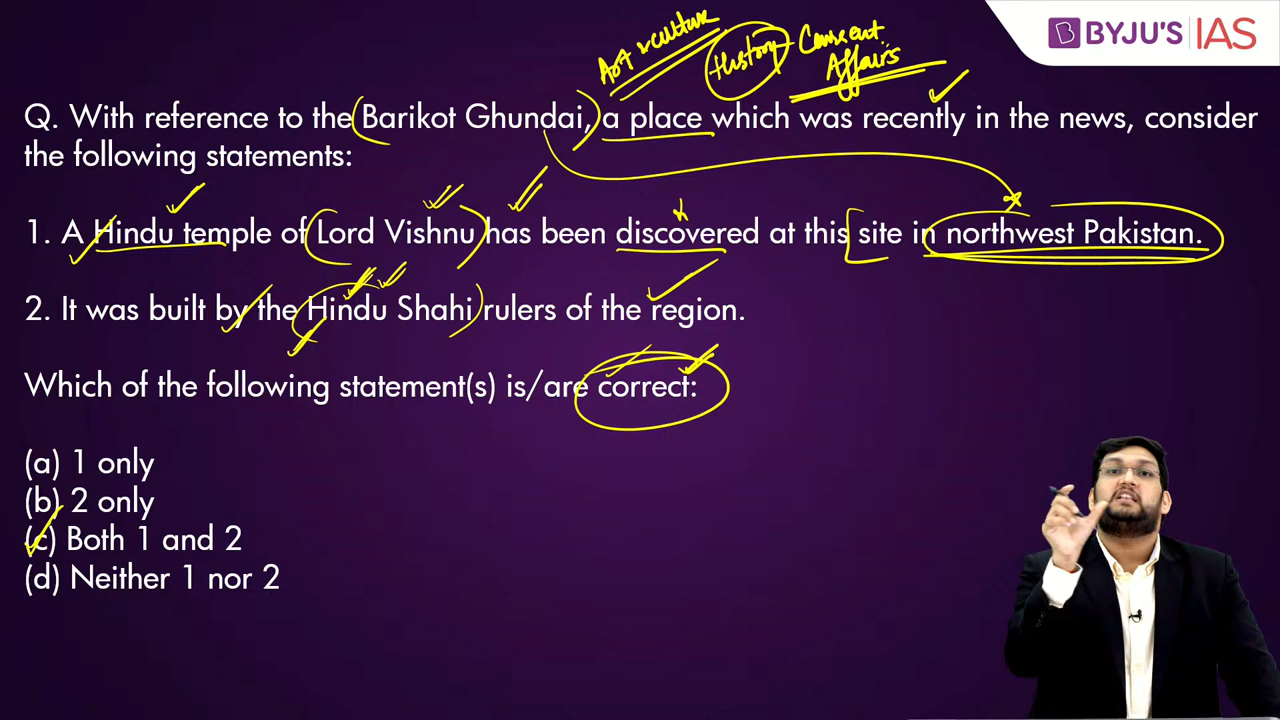 BYJU'S IAS
Art & culture
History - Current
Affairs
Q. With reference to the Barikot Ghundai, a place which was recently in the news, consider
the following statements:
1. A Hindu temple of Lord Vishnu has been discovered at this site in northwest Pakistan.
2. It was built by the Hindu Shahi rulers of the region.
Which of the following statement(s) is/are correct:
(a) 1 only
(b) 2 only
(c) Both 1 and 2
(d) Neither 1 nor 2